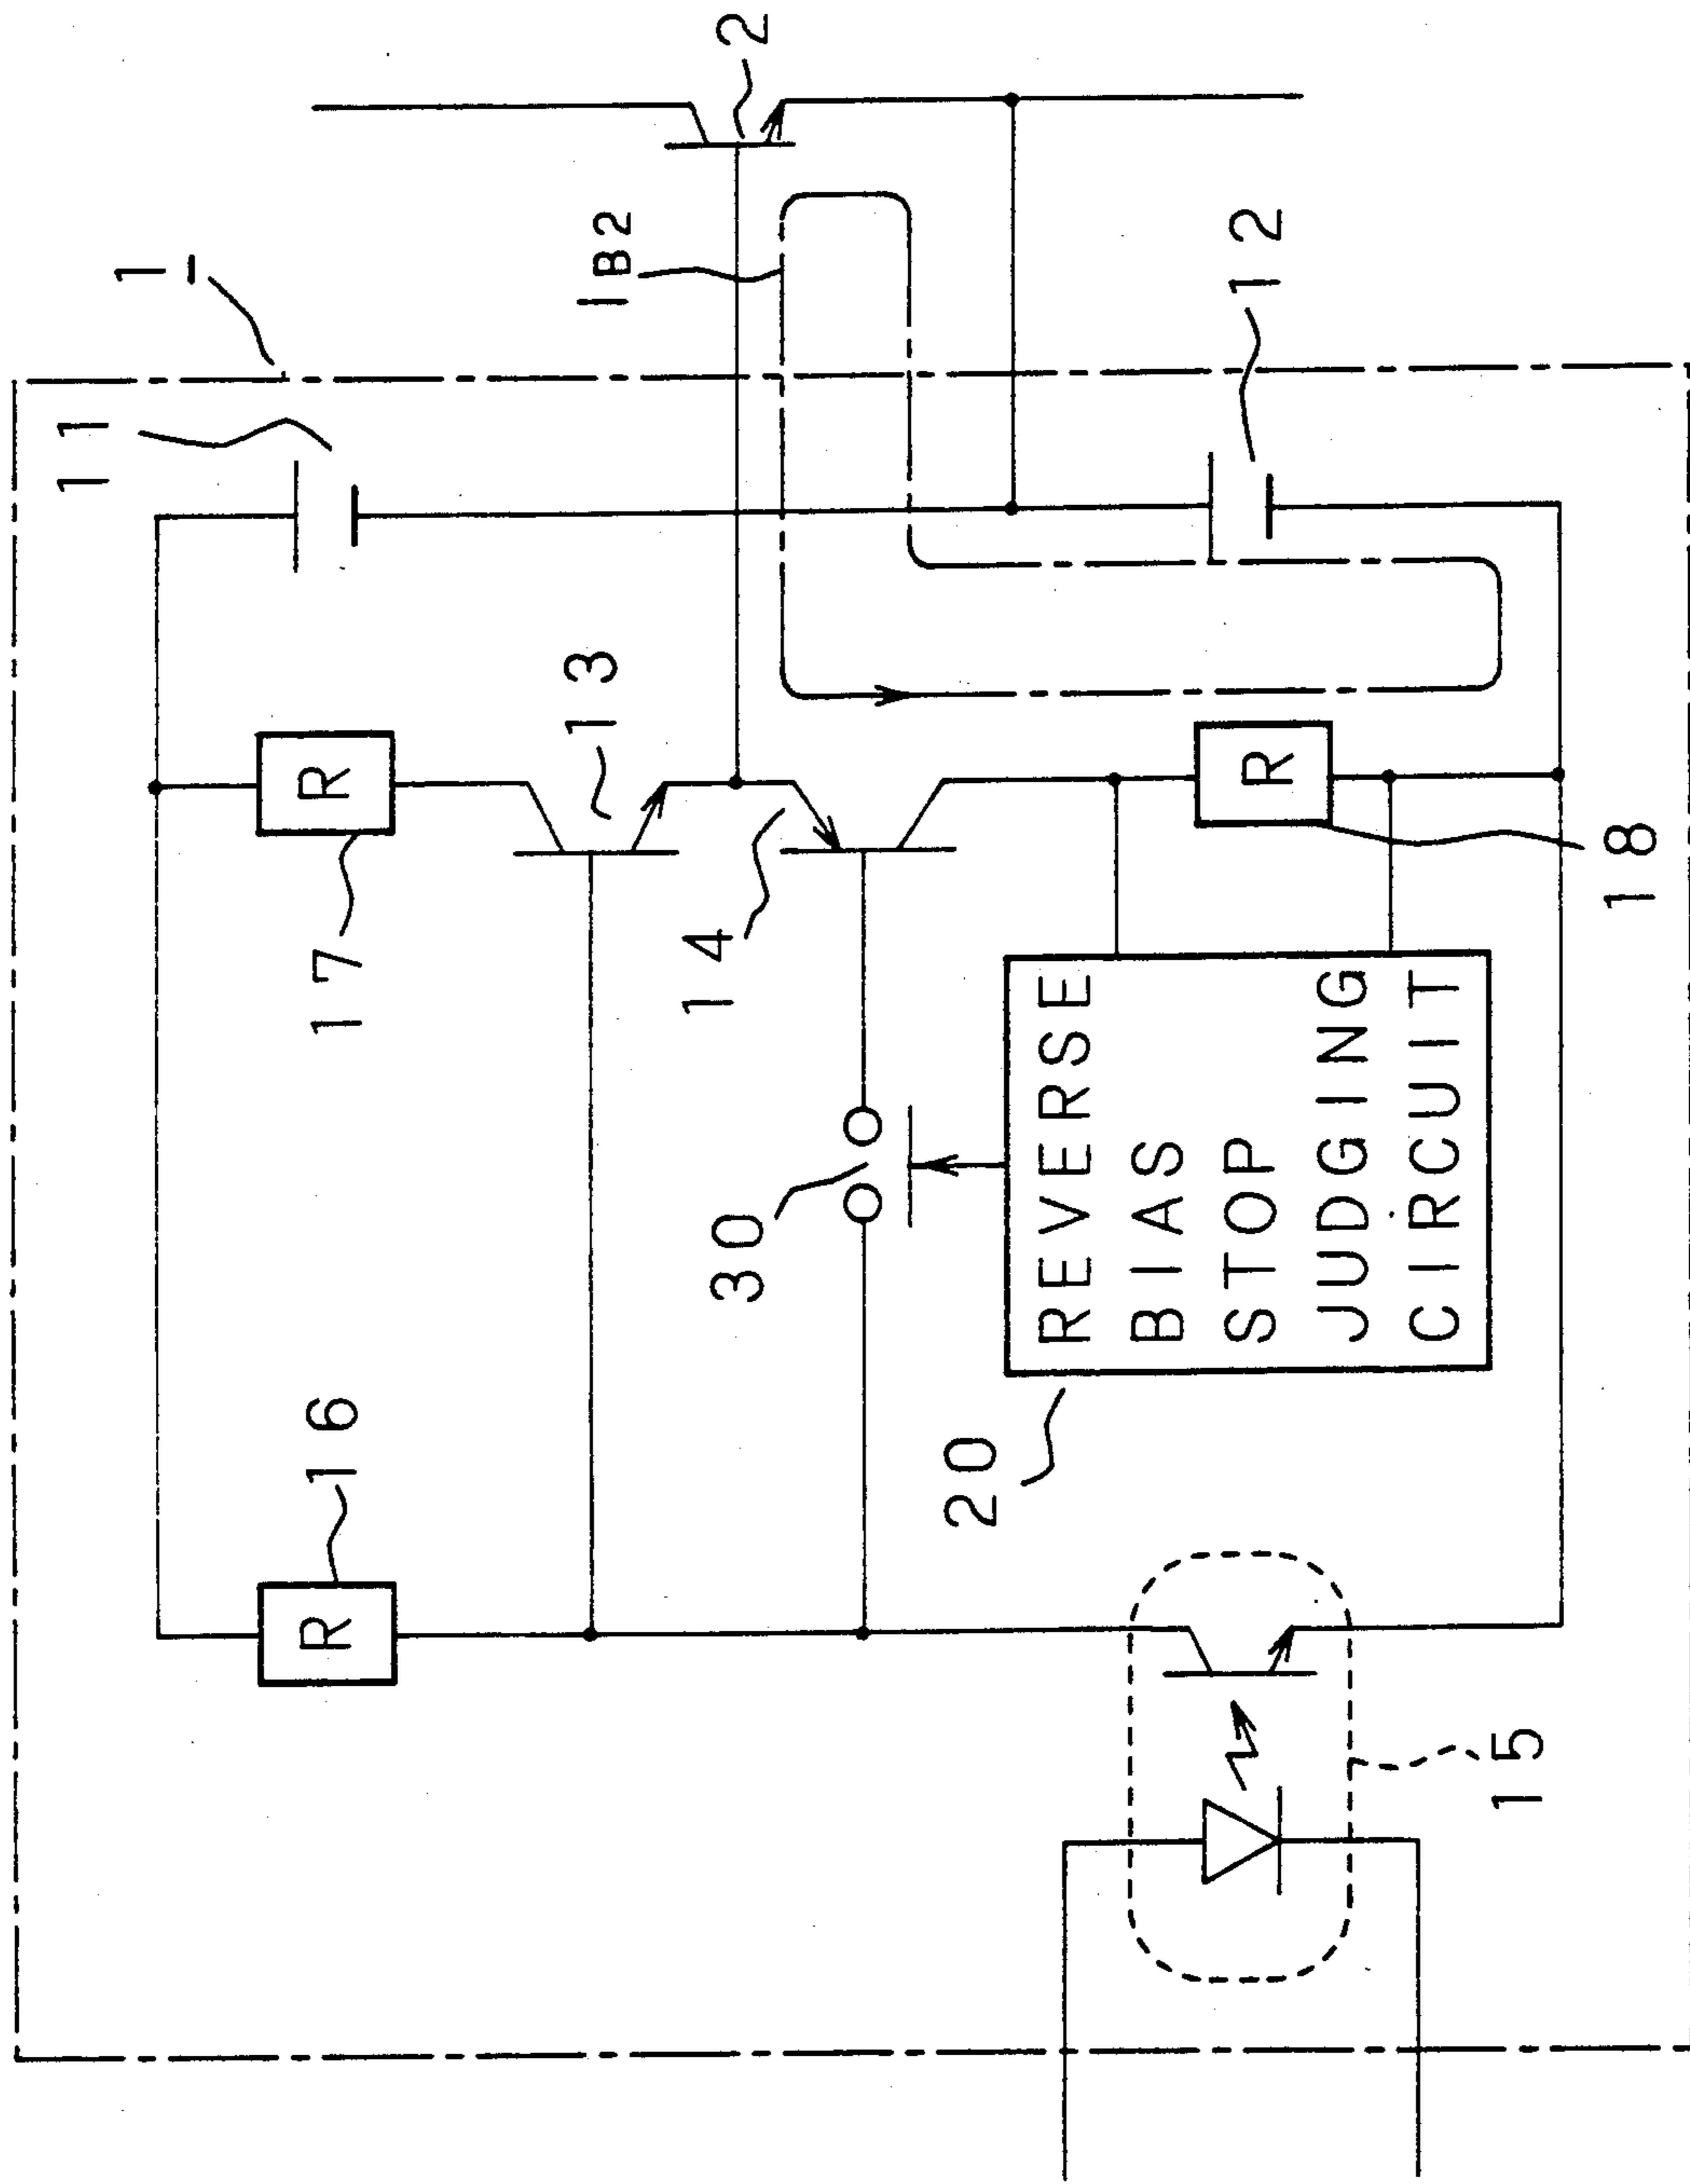 1
2
IB2
11
12
R
17
13
14
R
18
30
REVERSE
BIAS
STOP
JUDGING
CIRCUIT
20
R
16
15